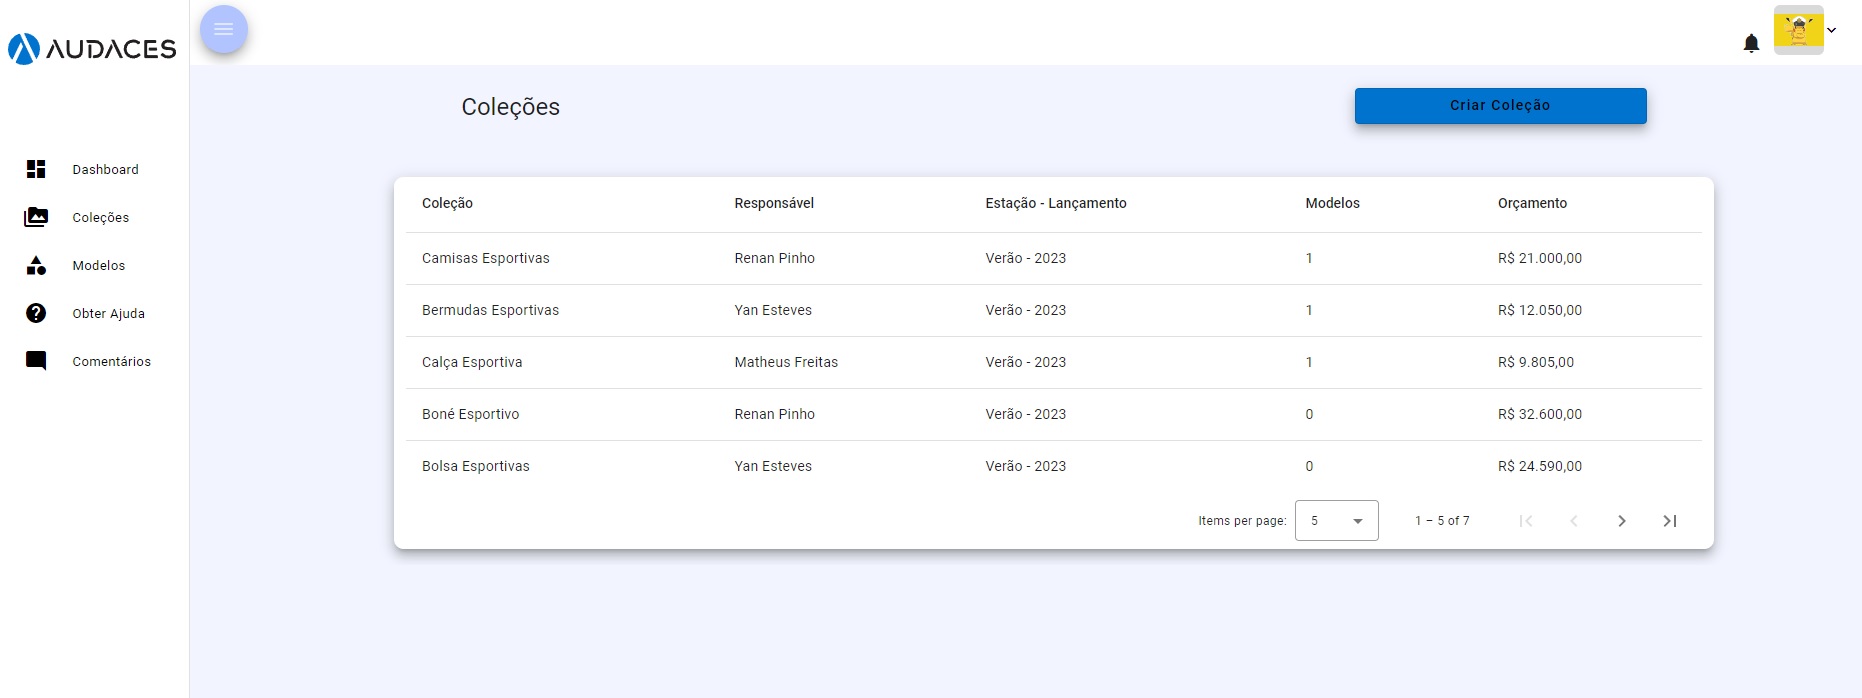 AUDACES
Dashboard
Coleções
Modelos
Obter Ajuda
Comentários
Coleções
Criar Coleção
Coleção Responsável Estação - Lançamento Modelos Orçamento
Camisas Esportivas Renan Pinho Verão - 2023 1 R$ 21.000,00
Bermudas Esportivas Yan Esteves Verão - 2023 1 R$ 12.050,00
Calça Esportiva Matheus Freitas Verão - 2023 1 R$ 9.805,00
Boné Esportivo Renan Pinho Verão - 2023 0 R$ 32.600,00
Bolsa Esportivas Yan Esteves Verão - 2023 0 R$ 24.590,00
Items per page: 5 1 – 5 of 7